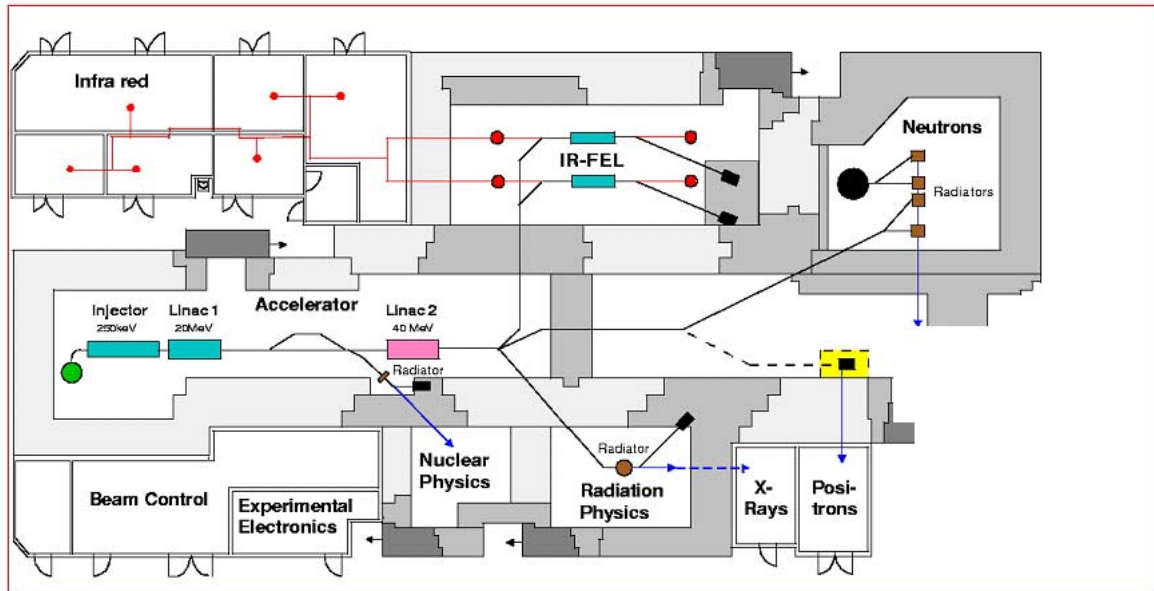 Infra red
Neutrons
IR-FEL
Radiators
Accelerator
Injector
250keV
Linac 1
20MeV
Linac 2
40 MeV
Radiator
Radiator
Nuclear
Physics
Radiation
Physics
X-
Rays
Posi-
trons
Beam Control
Experimental
Electronics